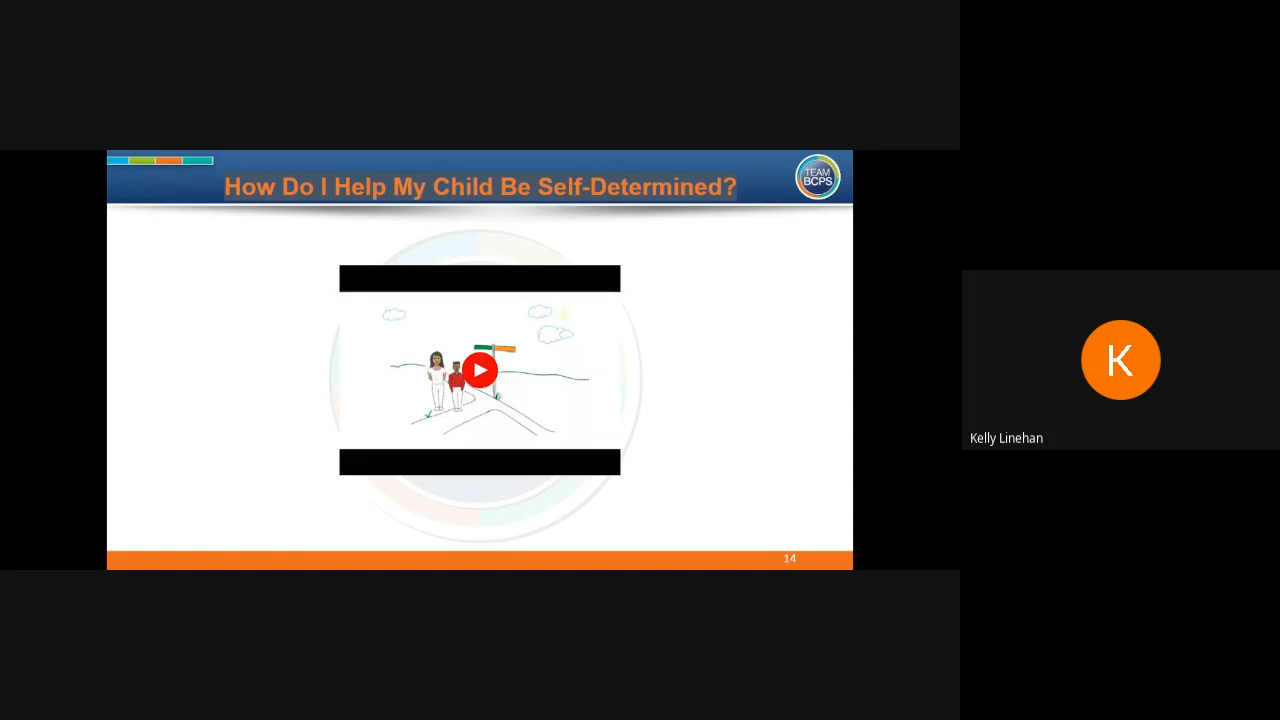 How Do I Help My Child Be Self-Determined?
TEAM
BCPS
K
Kelly Linehan
14